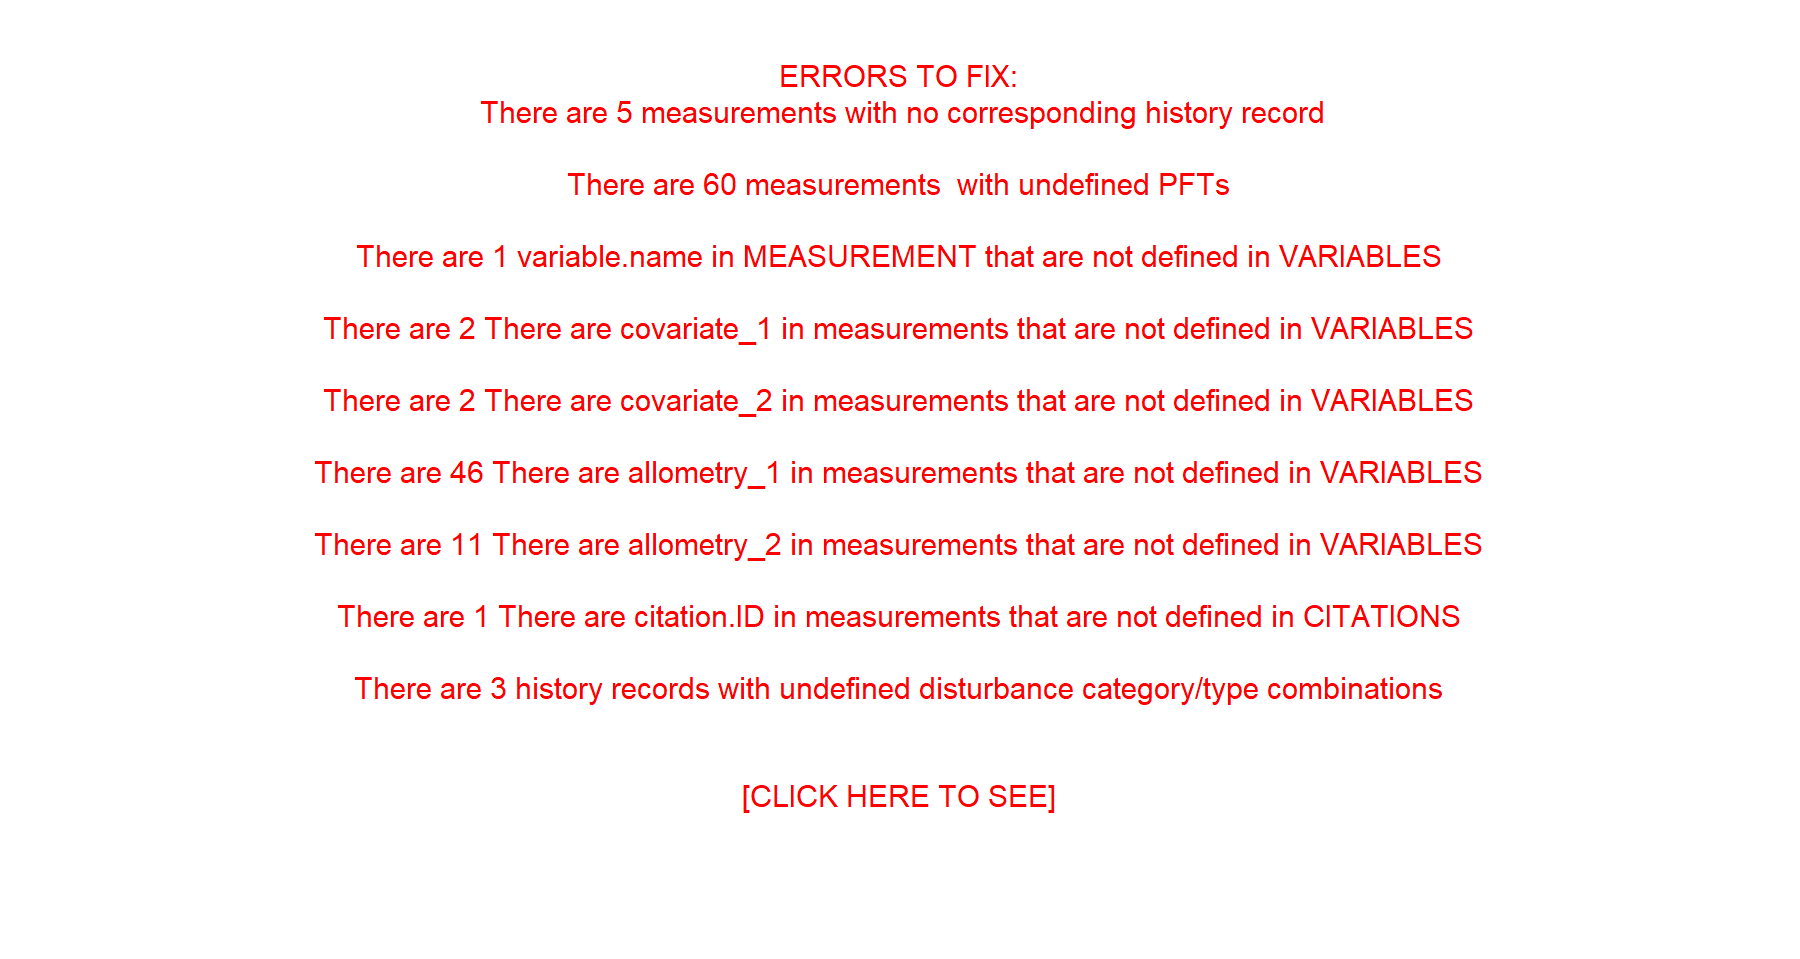 ERRORS TO FIX:
There are 5 measurements with no corresponding history record
There are 60 measurements  with undefined PFTs
There are 1 variable.name in MEASUREMENT that are not defined in VARIABLES
There are 2 There are covariate_1 in measurements that are not defined in VARIABLES
There are 2 There are covariate_2 in measurements that are not defined in VARIABLES
There are 46 There are allometry_1 in measurements that are not defined in VARIABLES
There are 11 There are allometry_2 in measurements that are not defined in VARIABLES
There are 1 There are citation.ID in measurements that are not defined in CITATIONS
There are 3 history records with undefined disturbance category/type combinations
[CLICK HERE TO SEE]